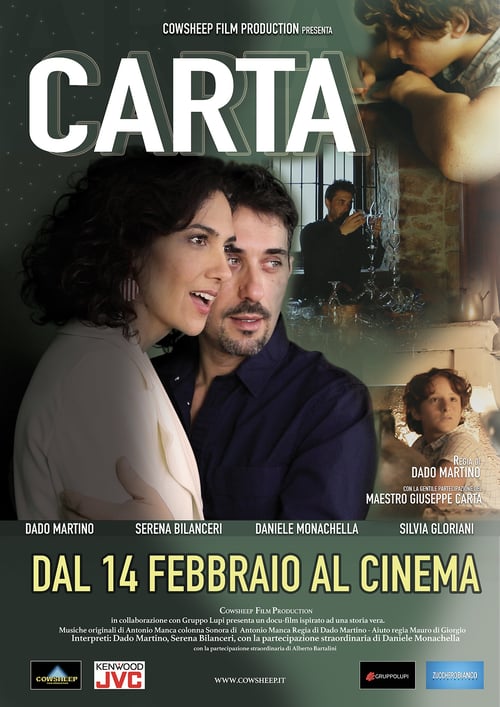 COWSHEEP FILM PRODUCTION PRESENTA
CARTA
REGIA DI
DADO MARTINO
CON LA GENTILE PARTECIPAZIONE DEL
MAESTRO GIUSEPPE CARTA
DADO MARTINO SERENA BILANCERI DANIELE MONACHELLA SILVIA GLORIANI
DAL 14 FEBBRAIO AL CINEMA
COWSHEEP FILM PRODUCTION
in collaborazione con Gruppo Lupi presenta un docu-film ispirato ad una storia vera.
Musiche originali di Antonio Manca colonna Sonora di Antonio Manca Regia di Dado Martino - Aiuto regia Mauro di Giorgio
Interpreti: Dado Martino, Serena Bilanceri, con la partecipazione straordinaria di Daniele Monachella
con la partecipazione straordinaria di Alberto Bartalini
COWSHEEP
KENWOOD
JVC
WWW.COWSHEEP.IT
GRUPPOLUPI
ZUCCHEROBIANCO